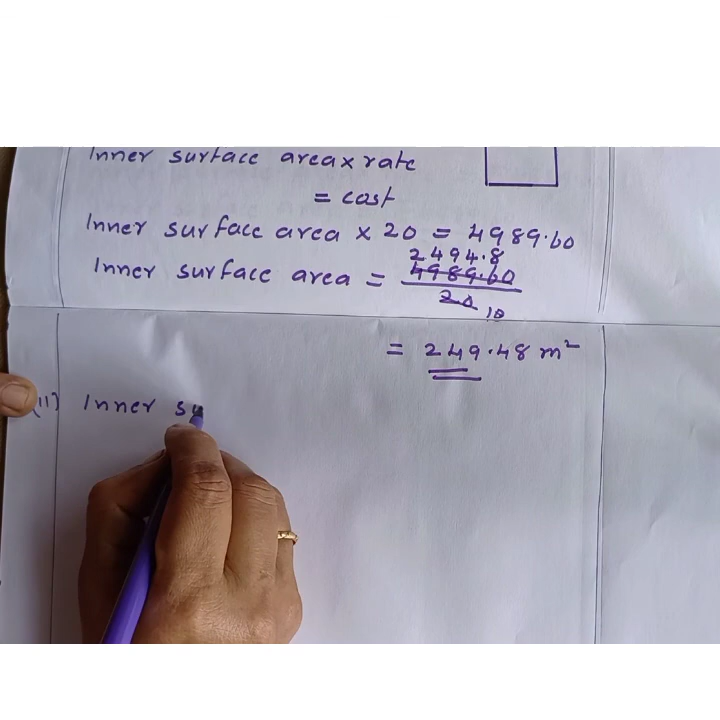 Inner surface area x rate
= cost
Inner surface area x 20 = 4989.60
2494.8
Inner surface area = 4989.60
20 10
= 249.48 m²
(11) Inner su